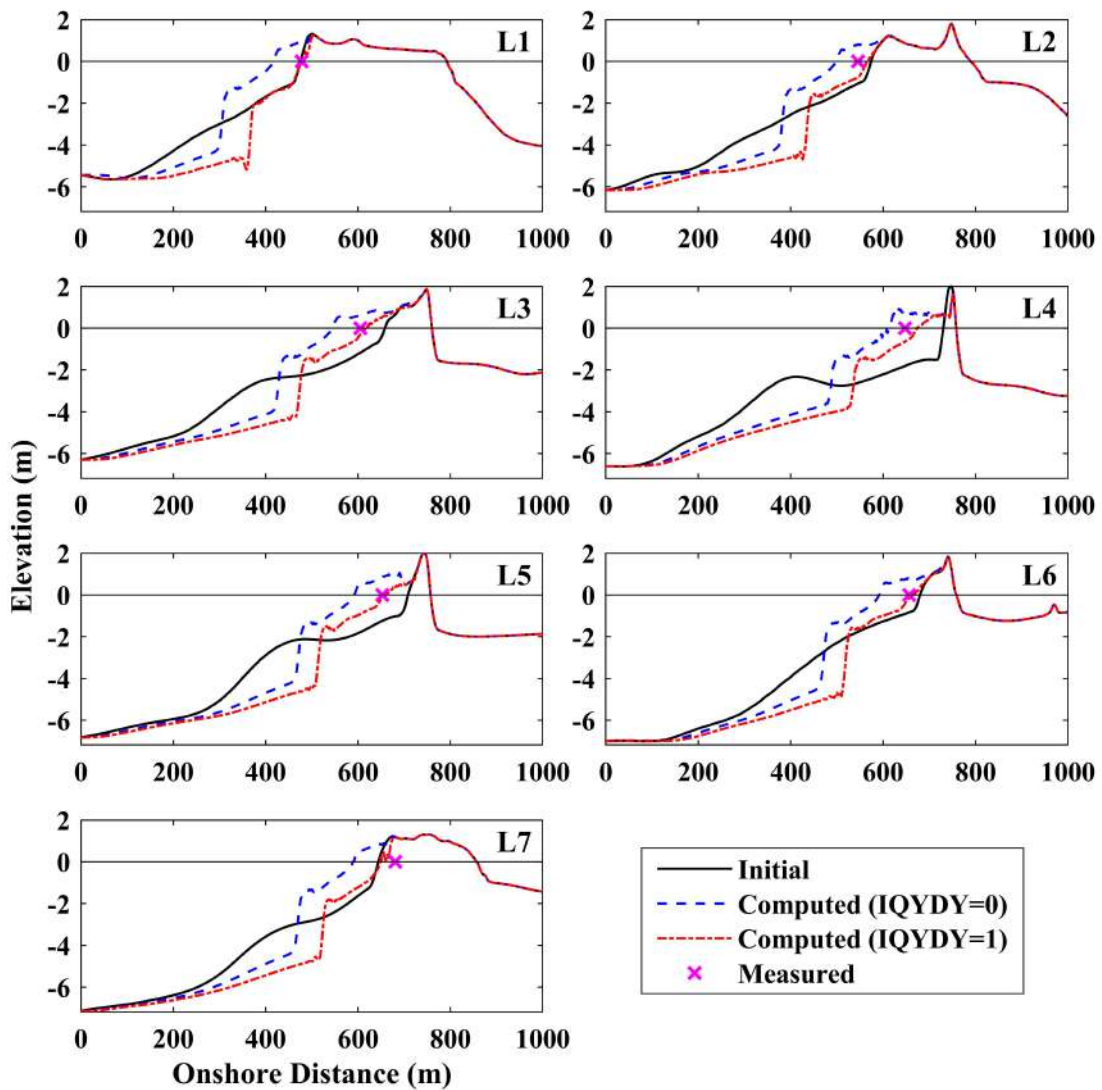 2
0
-2
-4
-6
L1
0 200 400 600 800 1000
2
0
-2
-4
-6
L2
0 200 400 600 800 1000
2
0
-2
-4
-6
L3
0 200 400 600 800 1000
2
0
-2
-4
-6
L4
0 200 400 600 800 1000
Elevation (m)
2
0
-2
-4
-6
L5
0 200 400 600 800 1000
2
0
-2
-4
-6
L6
0 200 400 600 800 1000
2
0
-2
-4
-6
L7
0 200 400 600 800 1000
Onshore Distance (m)
Initial
Computed (IQYDY=0)
Computed (IQYDY=1)
Measured